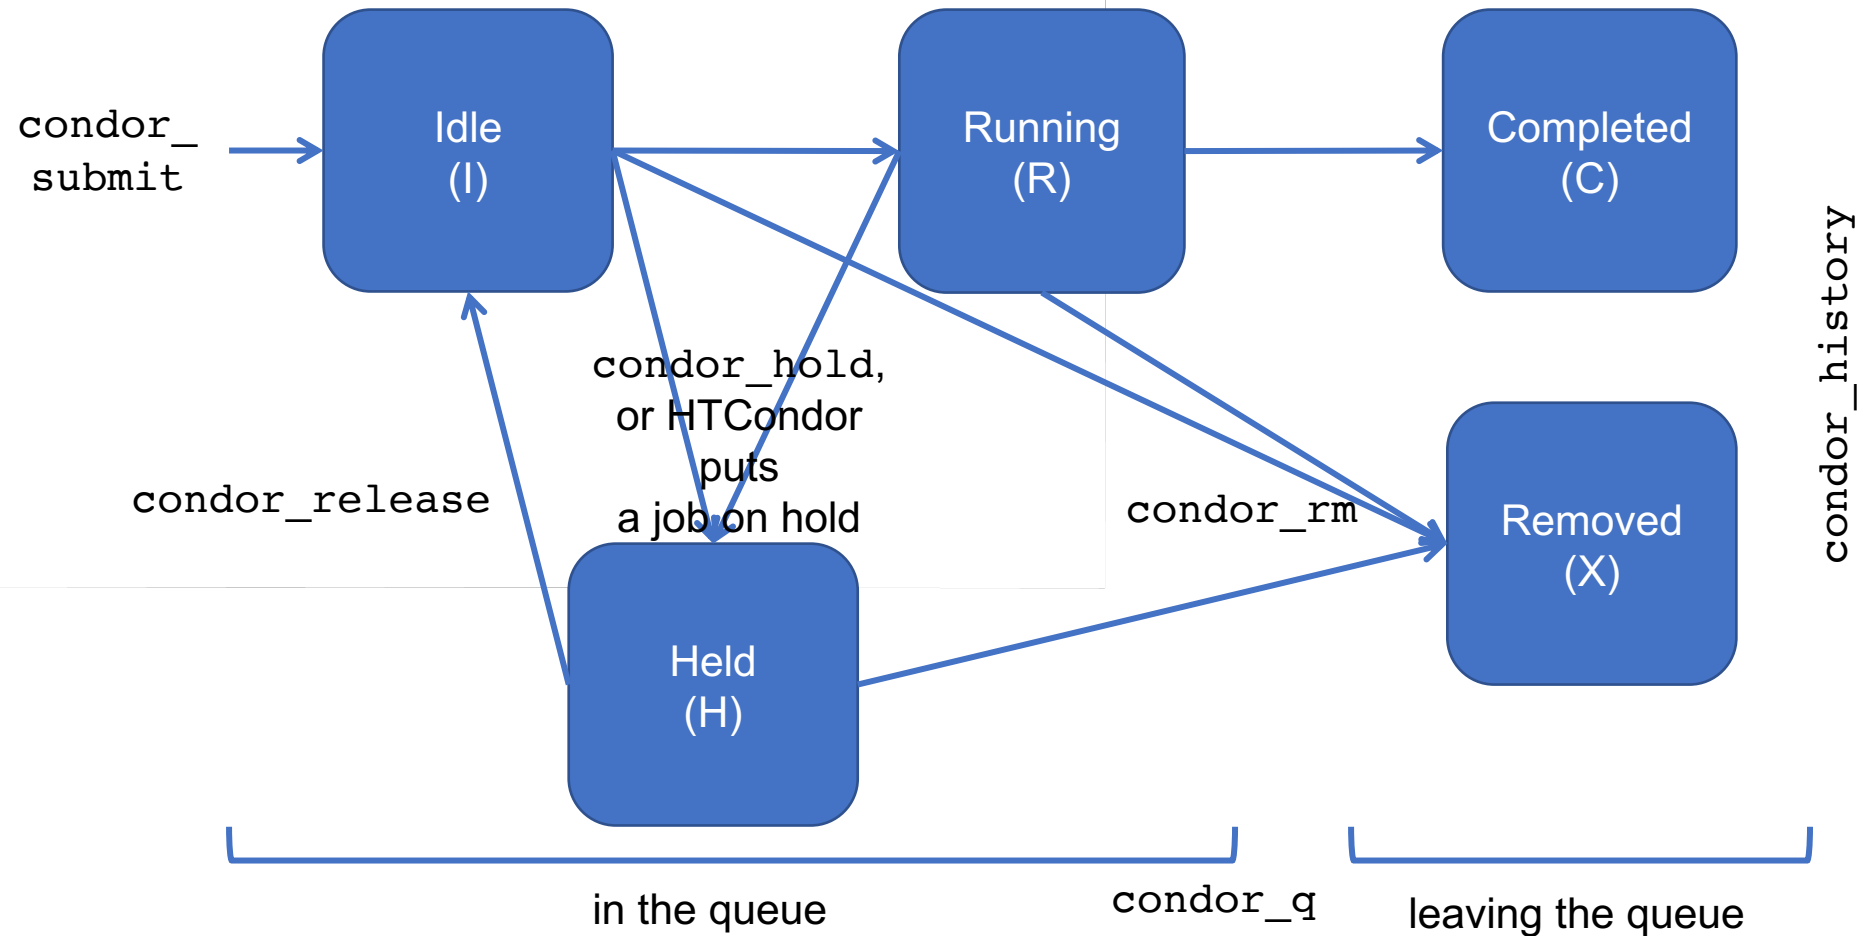 condor_
submit
Idle
(I)
Running
(R)
Completed
(C)
condor_history
condor_hold,
or HTCondor
puts
a job on hold
condor_release
condor_rm
Removed
(X)
Held
(H)
in the queue
condor_q
leaving the queue